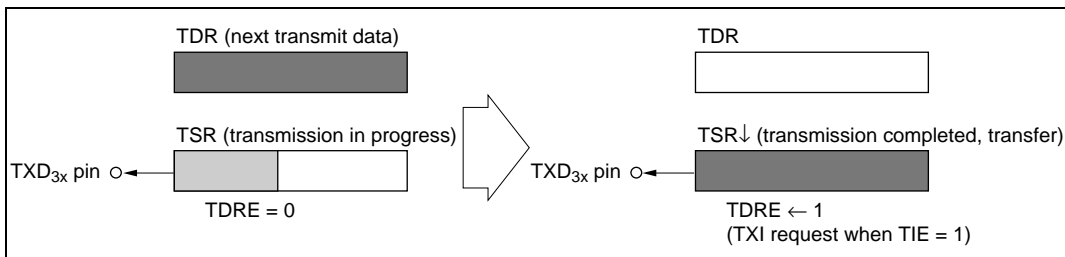 TDR (next transmit data)
TSR (transmission in progress)
TXD3x pin
TDRE = 0
TDR
TSR↓ (transmission completed, transfer)
TXD3x pin
TDRE ← 1
(TXI request when TIE = 1)